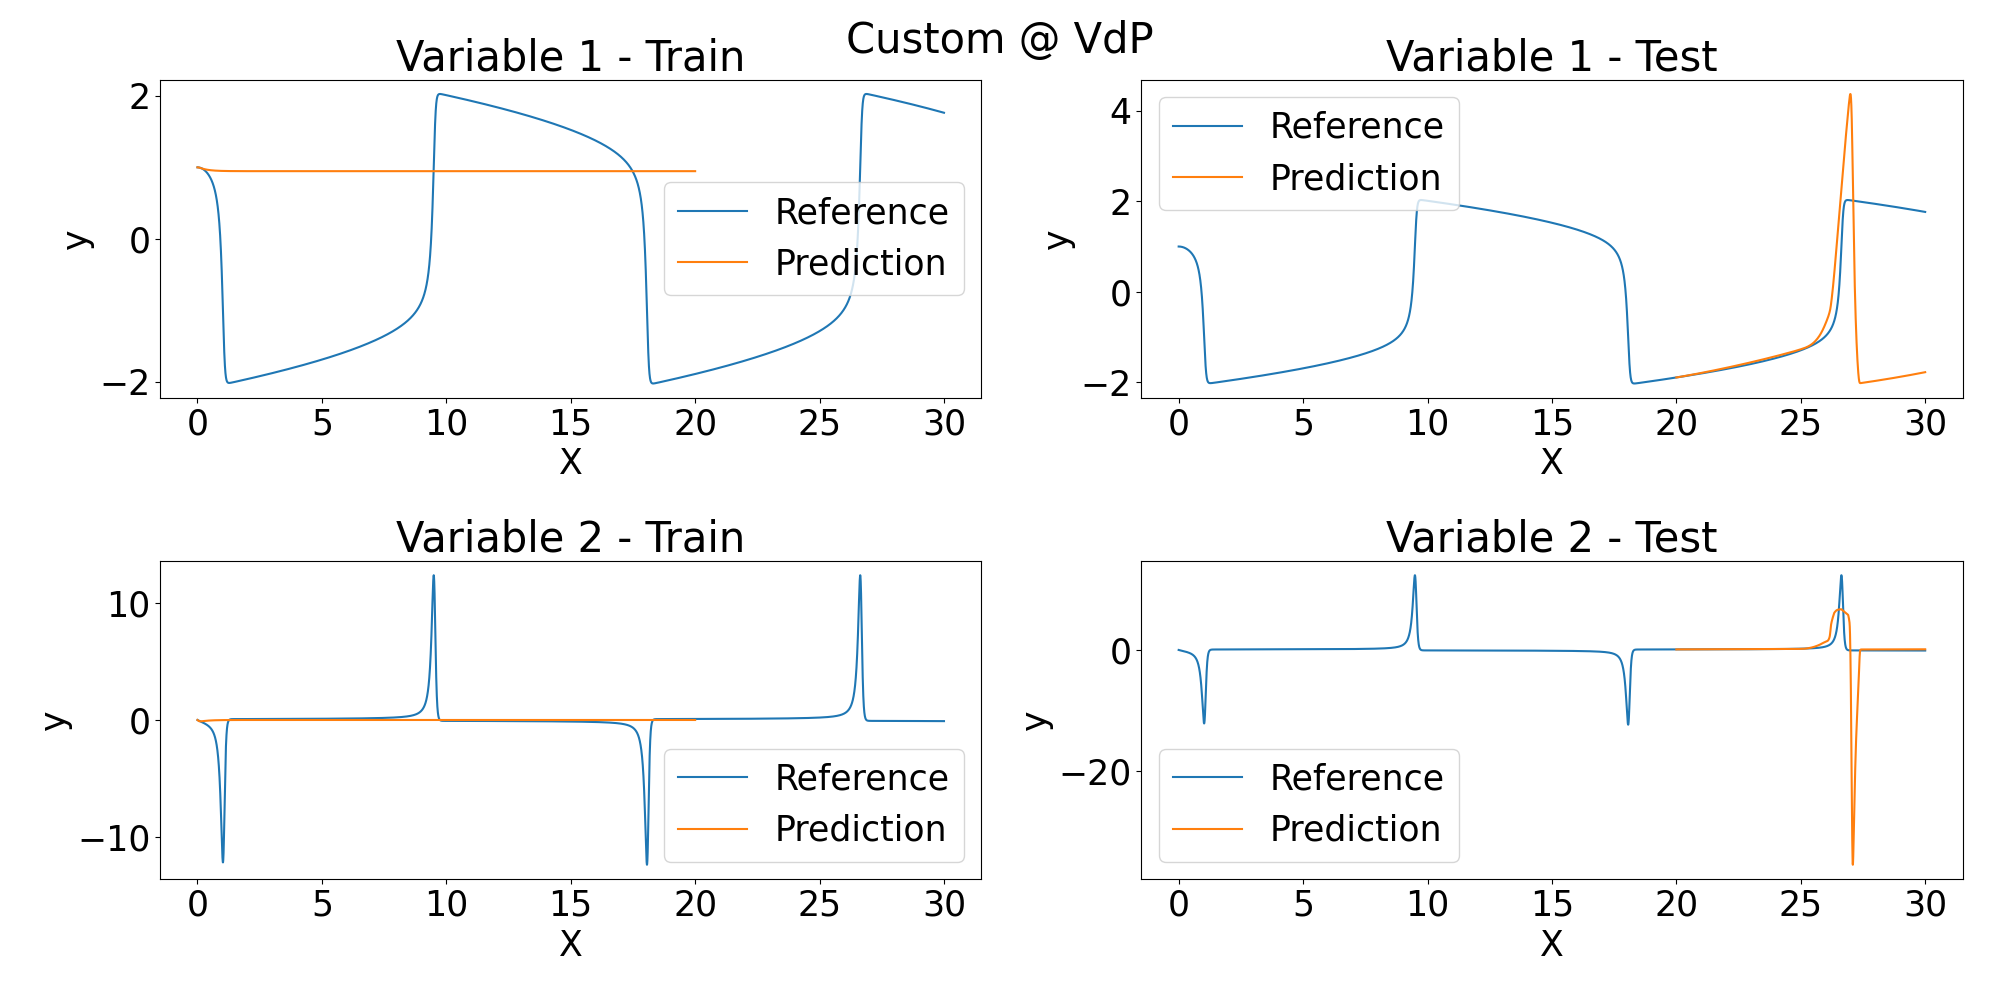 Custom @ VdP
Variable 1 - Train
2
0
−2
y
Reference
Prediction
0 5 10 15 20 25 30
X
Variable 1 - Test
4
2
0
−2
y
Reference
Prediction
0 5 10 15 20 25 30
X
Variable 2 - Train
10
0
−10
y
Reference
Prediction
0 5 10 15 20 25 30
X
Variable 2 - Test
0
−20
y
Reference
Prediction
0 5 10 15 20 25 30
X